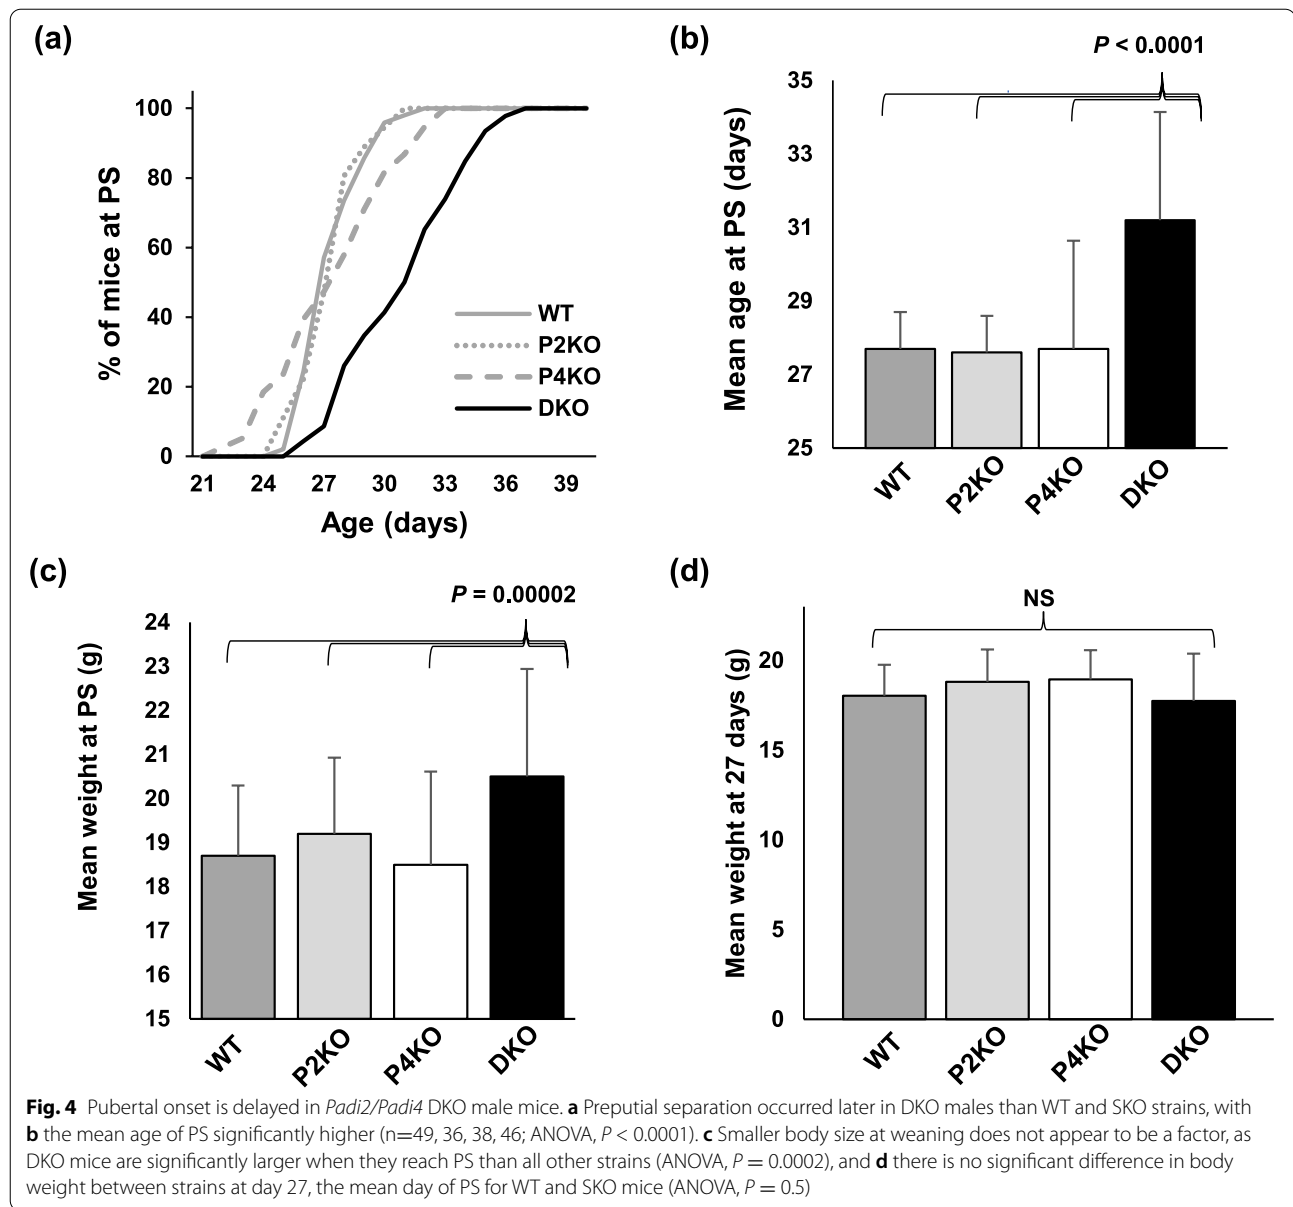 (a)
% of mice at PS
100
80
60
40
20
0
21 24 27 30 33 36 39
Age (days)
WT
P2KO
P4KO
DKO
(b)
P < 0.0001
Mean age at PS (days)
35
33
31
29
27
25
WT P2KO P4KO DKO
(c)
P = 0.00002
Mean weight at PS (g)
24
23
22
21
20
19
18
17
16
15
WT P2KO P4KO DKO
(d)
NS
Mean weight at 27 days (g)
20
15
10
5
0
WT P2KO P4KO DKO
Fig. 4 Pubertal onset is delayed in Padi2/Padi4 DKO male mice. a Preputial separation occurred later in DKO males than WT and SKO strains, with
b the mean age of PS significantly higher (n=49, 36, 38, 46; ANOVA, P < 0.0001). c Smaller body size at weaning does not appear to be a factor, as
DKO mice are significantly larger when they reach PS than all other strains (ANOVA, P = 0.0002), and d there is no significant difference in body
weight between strains at day 27, the mean day of PS for WT and SKO mice (ANOVA, P = 0.5)